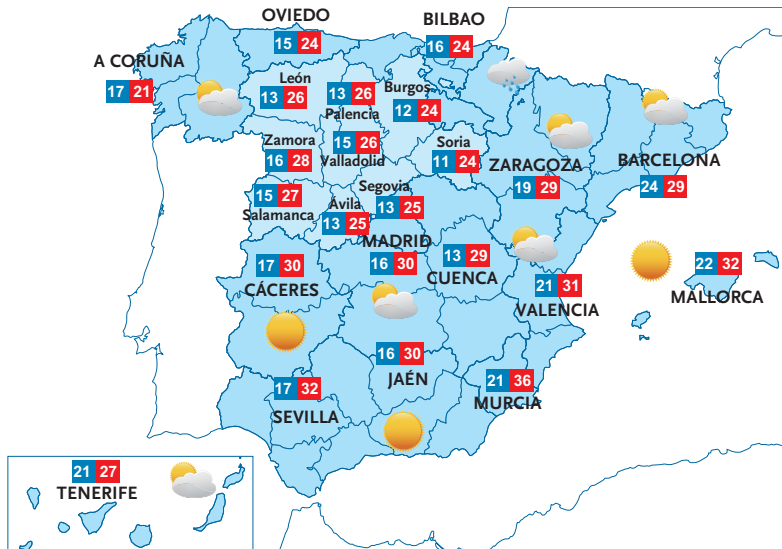 OVIEDO
15 24
BILBAO
16 24
A CORUÑA
17 21
León
13 26
13 26
Palencia
Burgos
12 24
Zamora
16 28
15 26
Valladolid
Soria
11 24
ZARAGOZA
19 29
BARCELONA
24 29
15 27
Salamanca
Ávila
13 25
Segovia
13 25
MADRID
16 30
13 29
CUENCA
17 30
CÁCERES
21 31
VALENCIA
22 32
MALLORCA
16 30
JAÉN
17 32
SEVILLA
21 36
MURCIA
21 27
TENERIFE